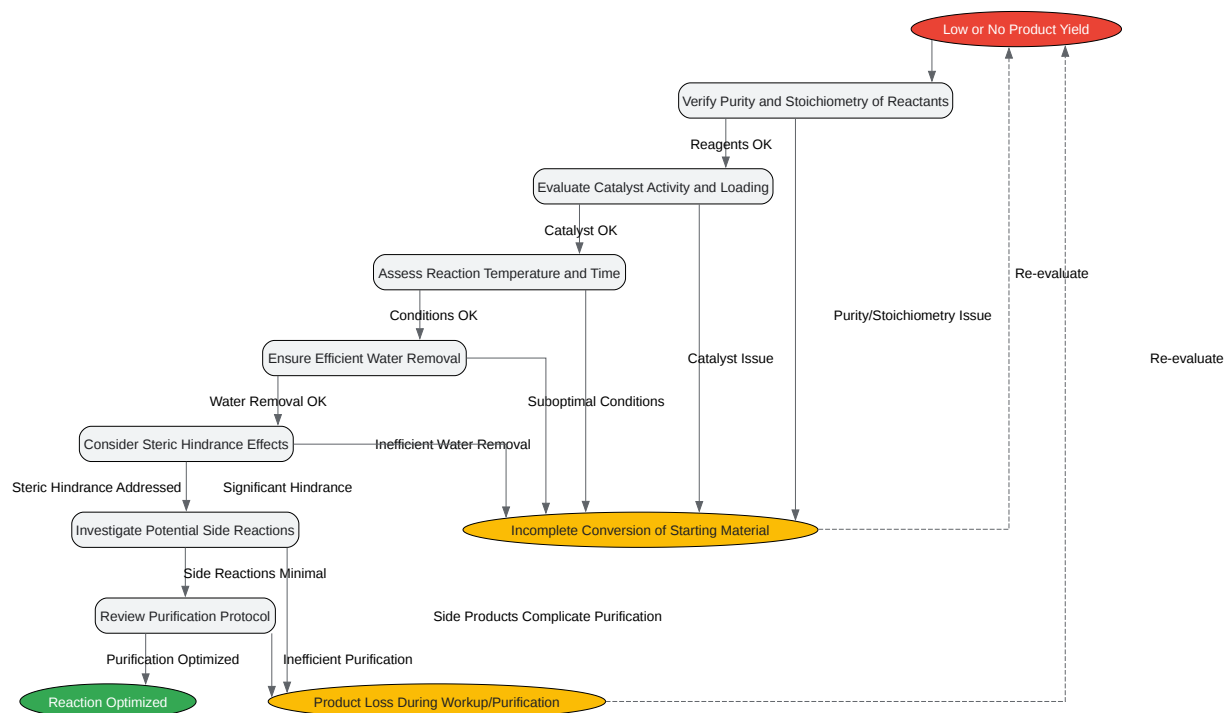 Low or No Product Yield
Verify Purity and Stoichiometry of Reactants
Reagents OK
Evaluate Catalyst Activity and Loading
Catalyst OK
Assess Reaction Temperature and Time
Re-evaluate
Conditions OK
Purity/Stoichiometry Issue
Ensure Efficient Water Removal
Catalyst Issue
Re-evaluate
Water Removal OK
Suboptimal Conditions
Consider Steric Hindrance Effects
Inefficient Water Removal
Steric Hindrance Addressed
Significant Hindrance
Investigate Potential Side Reactions
Incomplete Conversion of Starting Material
Side Reactions Minimal
Review Purification Protocol
Side Products Complicate Purification
Purification Optimized
Inefficient Purification
Reaction Optimized
Product Loss During Workup/Purification